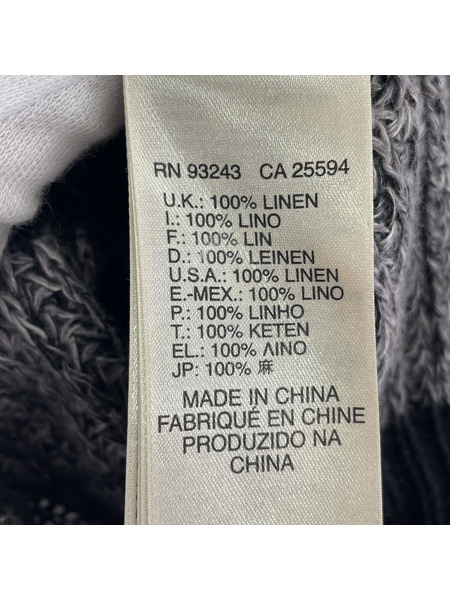 RN 93243 CA 25594
U.K.: 100% LINEN
I.: 100% LINO
F.: 100% LIN
D.: 100% LEINEN
U.S.A.: 100% LINEN
E.-MEX.: 100% LINO
P.: 100% LINHO
T.: 100% KETEN
EL.: 100% ΛΙΝΟ
JP: 100% 麻
MADE IN CHINA
FABRIQUÉ EN CHINE
PRODUZIDO NA
CHINA